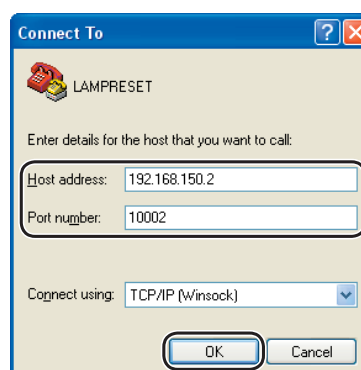 Connect To
LAMPRESET
Enter details for the host that you want to call:
Host address: 192.168.150.2
Port number: 10002
Connect using: TCP/IP (Winsock)
OK Cancel